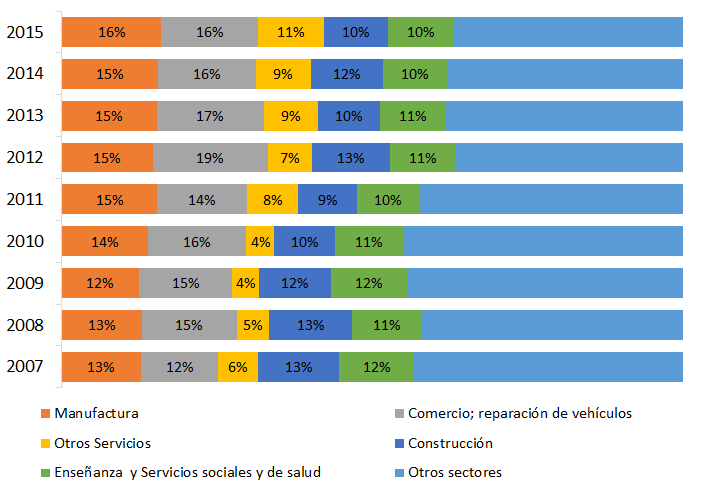 2015 16% 16% 11% 10% 10%
2014 15% 16% 9% 12% 10%
2013 15% 17% 9% 10% 11%
2012 15% 19% 7% 13% 11%
2011 15% 14% 8% 9% 10%
2010 14% 16% 4% 10% 11%
2009 12% 15% 4% 12% 12%
2008 13% 15% 5% 13% 11%
2007 13% 12% 6% 13% 12%
Manufactura Comercio; reparación de vehículos
Otros Servicios Construcción
Enseñanza y Servicios sociales y de salud Otros sectores